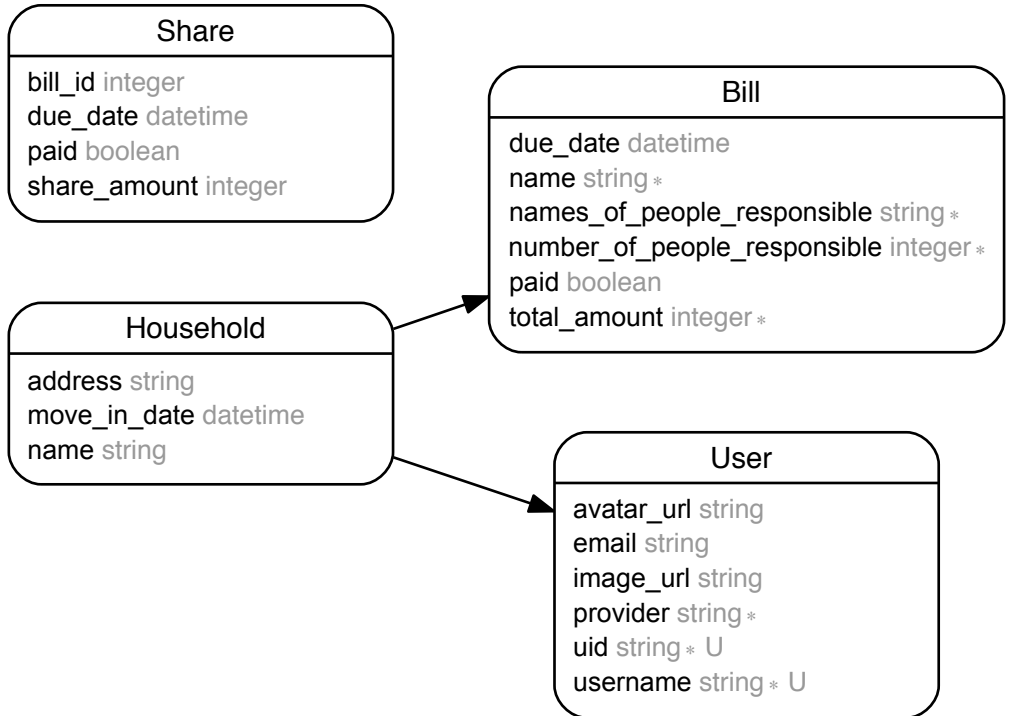 Share
bill_id integer
due_date datetime
paid boolean
share_amount integer
Bill
due_date datetime
name string *
names_of_people_responsible string *
number_of_people_responsible integer *
paid boolean
total_amount integer *
Household
address string
move_in_date datetime
name string
User
avatar_url string
email string
image_url string
provider string *
uid string * U
username string * U